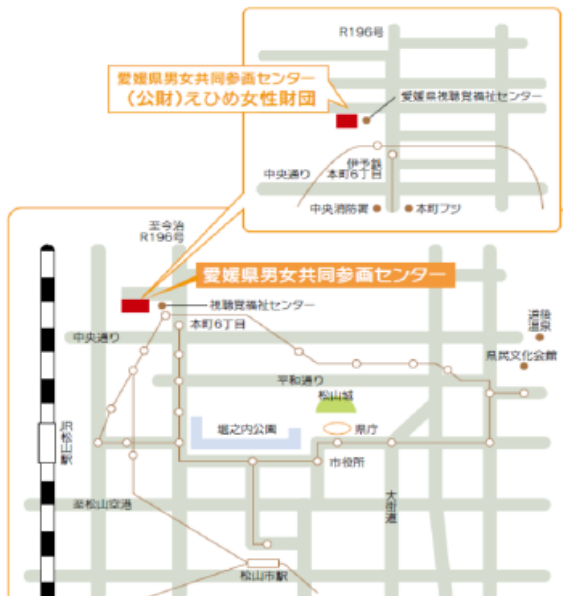 R196号
愛媛県男女共同参画センター
(公財)えひめ女性財団
愛媛県視聴覚福祉センター
伊予鉄
本町6丁目
中央通り
中央消防署
本町フジ
至今治
R196号
愛媛県男女共同参画センター
視聴覚福祉センター
本町6丁目
中央通り
道後
温泉
県民文化会館
平和通り
松山城
堀之内公園
県庁
市役所
JR松山駅
大街道
至松山空港
松山市駅